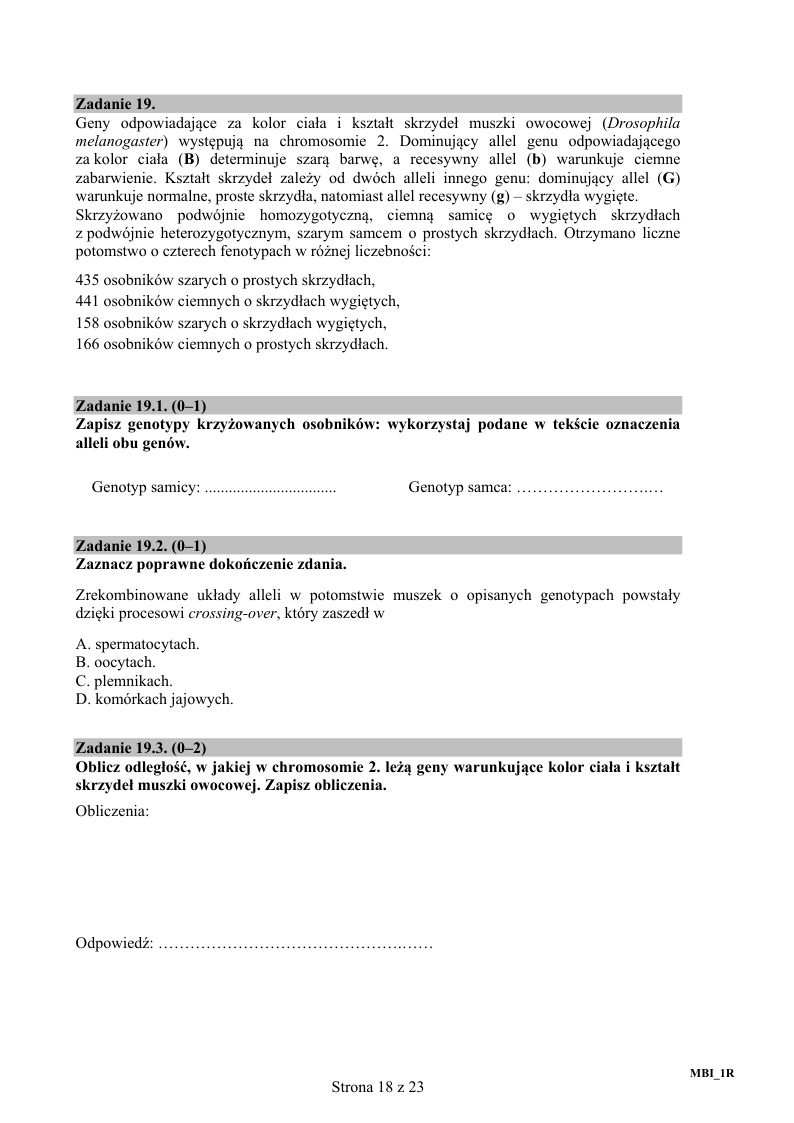 Zadanie 19.
Geny odpowiadające za kolor ciała i kształt skrzydeł muszki owocowej (Drosophila
melanogaster) występują na chromosomie 2. Dominujący allel genu odpowiadającego
za kolor ciała (B) determinuje szarą barwę, a recesywny allel (b) warunkuje ciemne
zabarwienie. Kształt skrzydeł zależy od dwóch alleli innego genu: dominujący allel (G)
warunkuje normalne, proste skrzydła, natomiast allel recesywny (g) – skrzydła wygięte.
Skrzyżowano podwójnie homozygotyczną, ciemną samicę o wygiętych skrzydłach
z podwójnie heterozygotycznym, szarym samcem o prostych skrzydłach. Otrzymano liczne
potomstwo o czterech fenotypach w różnej liczebności:
435 osobników szarych o prostych skrzydłach,
441 osobników ciemnych o skrzydłach wygiętych,
158 osobników szarych o skrzydłach wygiętych,
166 osobników ciemnych o prostych skrzydłach.
Zadanie 19.1. (0–1)
Zapisz genotypy krzyżowanych osobników: wykorzystaj podane w tekście oznaczenia
alleli obu genów.
Genotyp samicy: ................................. Genotyp samca: …………………….…
Zadanie 19.2. (0–1)
Zaznacz poprawne dokończenie zdania.
Zrekombinowane układy alleli w potomstwie muszek o opisanych genotypach powstały
dzięki procesowi crossing-over, który zaszedł w
A. spermatocytach.
B. oocytach.
C. plemnikach.
D. komórkach jajowych.
Zadanie 19.3. (0–2)
Oblicz odległość, w jakiej w chromosomie 2. leżą geny warunkujące kolor ciała i kształt
skrzydeł muszki owocowej. Zapisz obliczenia.
Obliczenia:
Odpowiedź: ……………………………………….……
MBI_1R
Strona 18 z 23